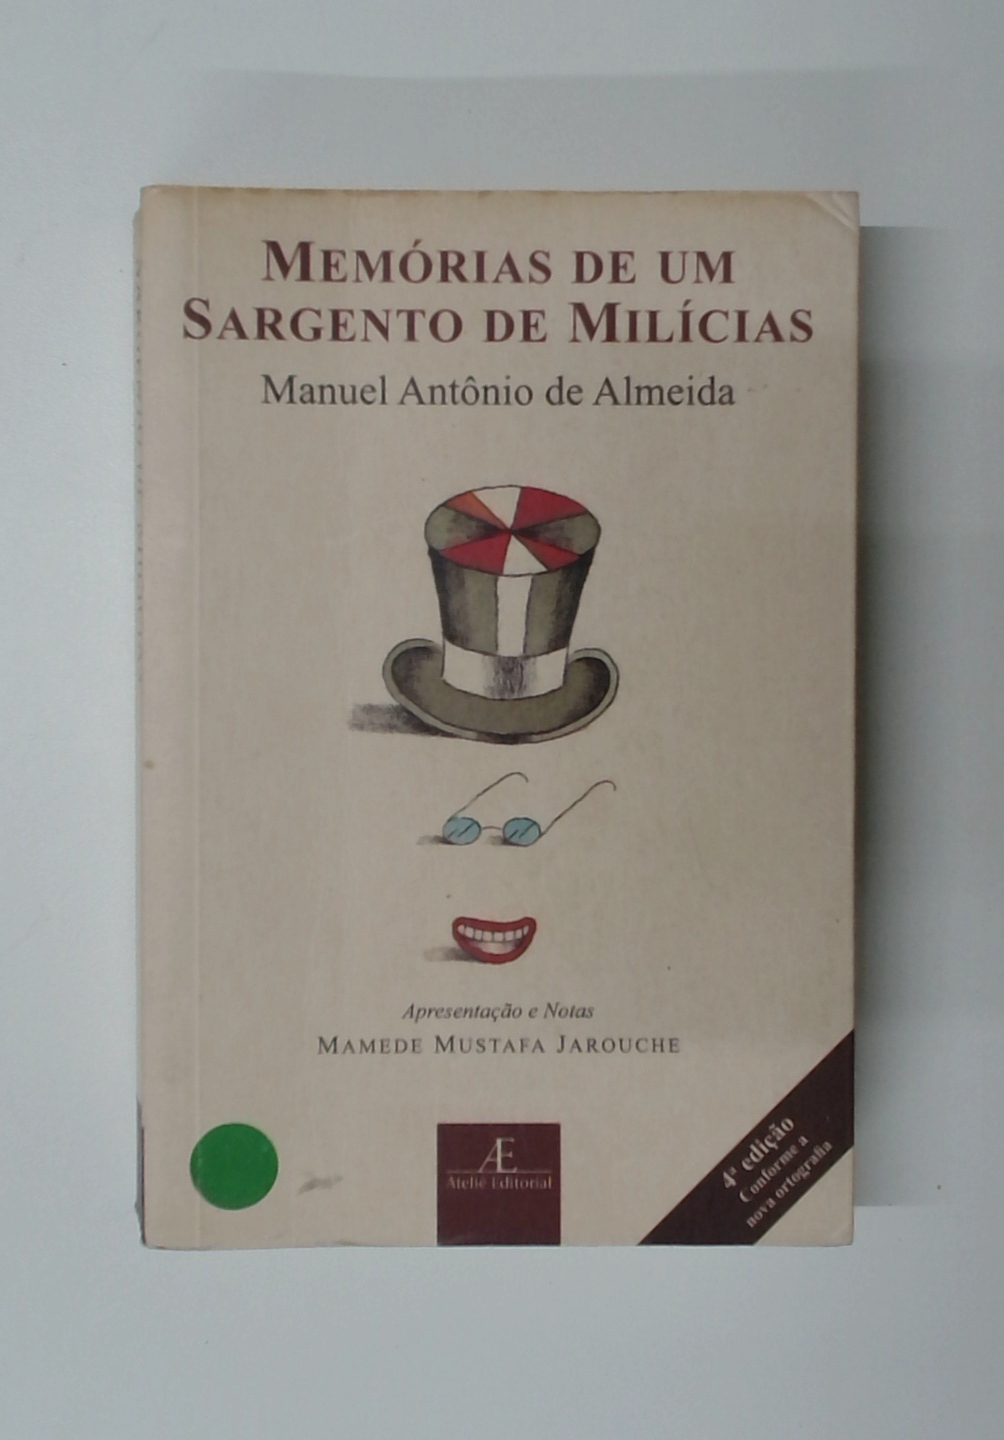 MEMÓRIAS DE UM
SARGENTO DE MILÍCIAS
Manuel Antônio de Almeida
Apresentação e Notas
MAMEDE MUSTAFA JAROUCHE
Æ
Ateliê Editorial
4ª edição
Conforme a
nova ortografia